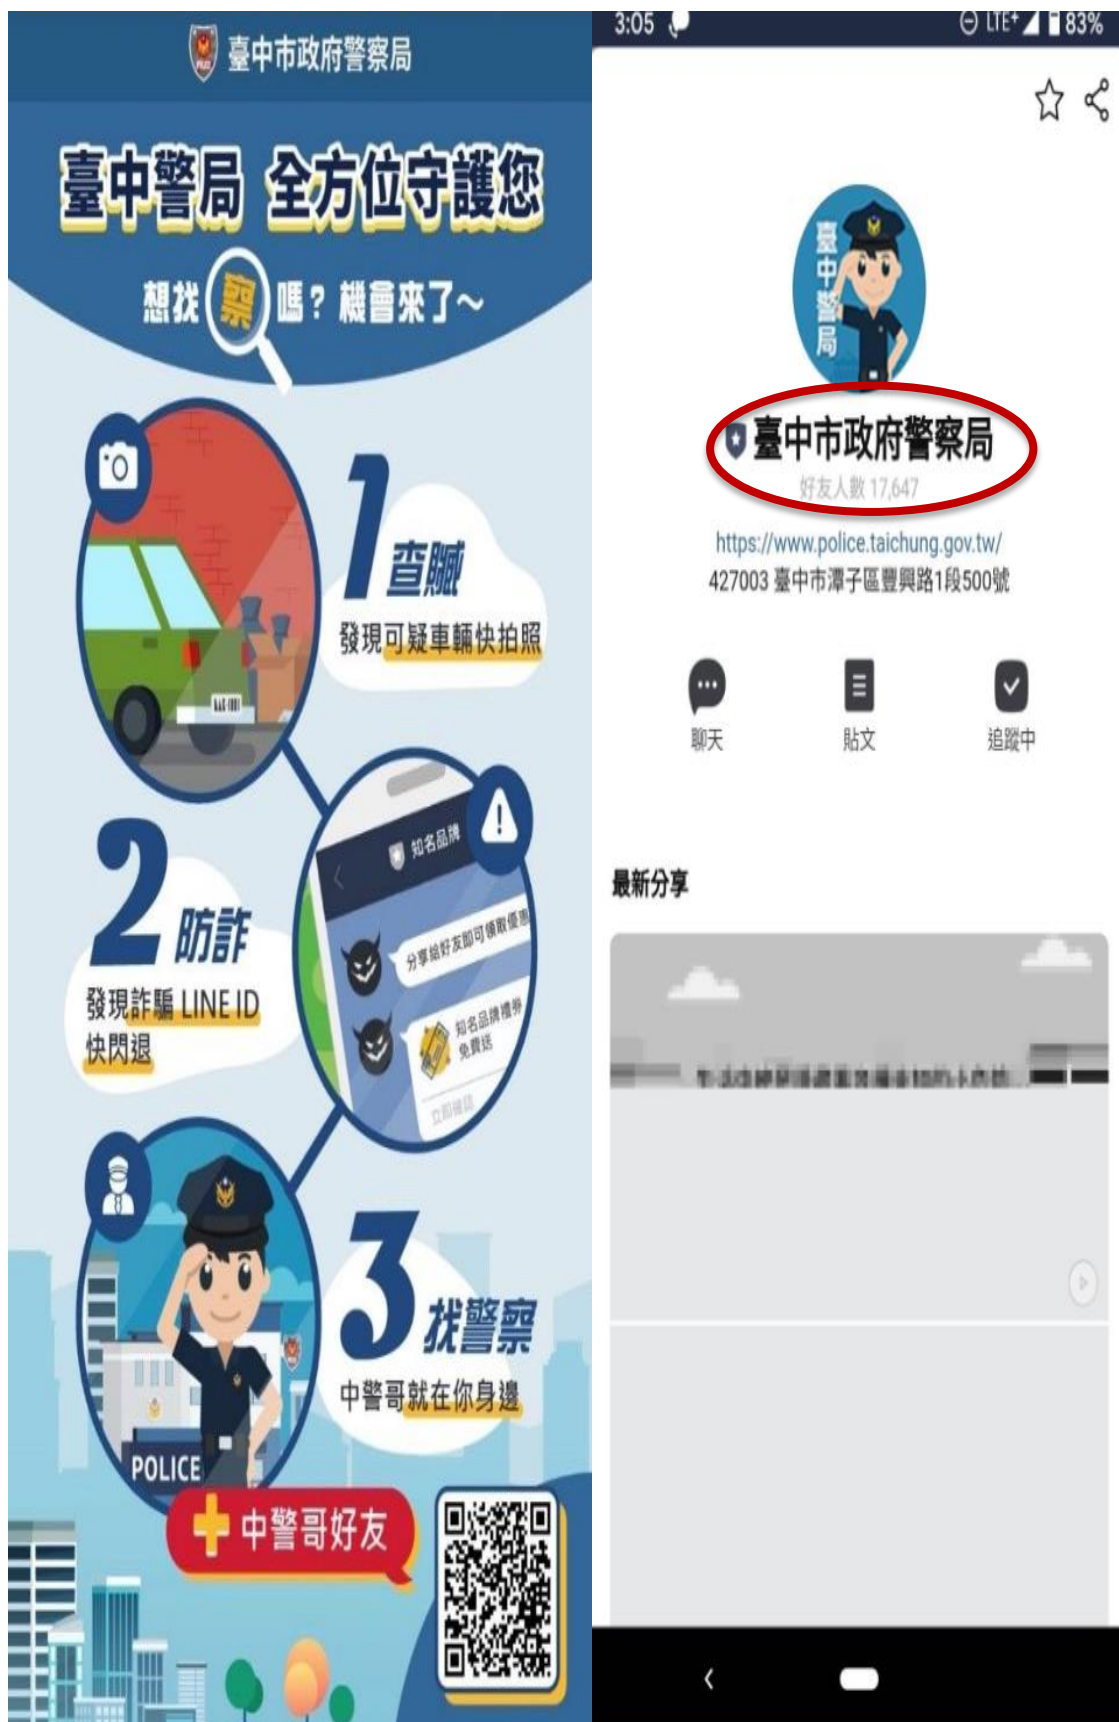 臺中市政府警察局
臺中警局 全方位守護您
想找察嗎？機會來了～
1 查贓
發現可疑車輛快拍照
2 防詐
發現詐騙 LINE ID
快閃退
知名品牌
分享給好友即可領取優惠
知名品牌禮券
免費送
立即確認
3 找警察
中警哥就在你身邊
POLICE
中警哥好友
3:05
LTE+
83%
臺中警局
臺中市政府警察局
好友人數 17,647
https://www.police.taichung.gov.tw/
427003 臺中市潭子區豐興路1段500號
聊天
貼文
追蹤中
最新分享